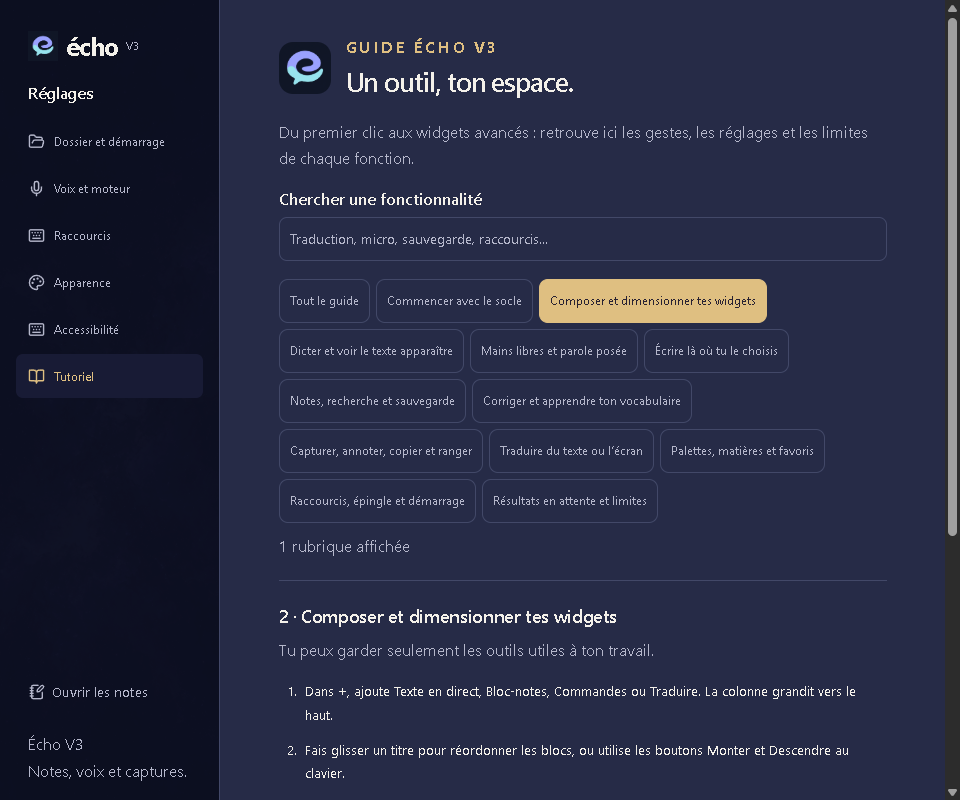 écho V3
Réglages
Dossier et démarrage
Voix et moteur
Raccourcis
Apparence
Accessibilité
Tutoriel
Ouvrir les notes
Écho V3
Notes, voix et captures.
GUIDE ÉCHO V3
Un outil, ton espace.
Du premier clic aux widgets avancés : retrouve ici les gestes, les réglages et les limites
de chaque fonction.
Chercher une fonctionnalité
Traduction, micro, sauvegarde, raccourcis...
Tout le guide
Commencer avec le socle
Composer et dimensionner tes widgets
Dicter et voir le texte apparaître
Mains libres et parole posée
Écrire là où tu le choisis
Notes, recherche et sauvegarde
Corriger et apprendre ton vocabulaire
Capturer, annoter, copier et ranger
Traduire du texte ou l'écran
Palettes, matières et favoris
Raccourcis, épingle et démarrage
Résultats en attente et limites
1 rubrique affichée
2 · Composer et dimensionner tes widgets
Tu peux garder seulement les outils utiles à ton travail.
1. Dans +, ajoute Texte en direct, Bloc-notes, Commandes ou Traduire. La colonne grandit vers le
haut.
2. Fais glisser un titre pour réordonner les blocs, ou utilise les boutons Monter et Descendre au
clavier.